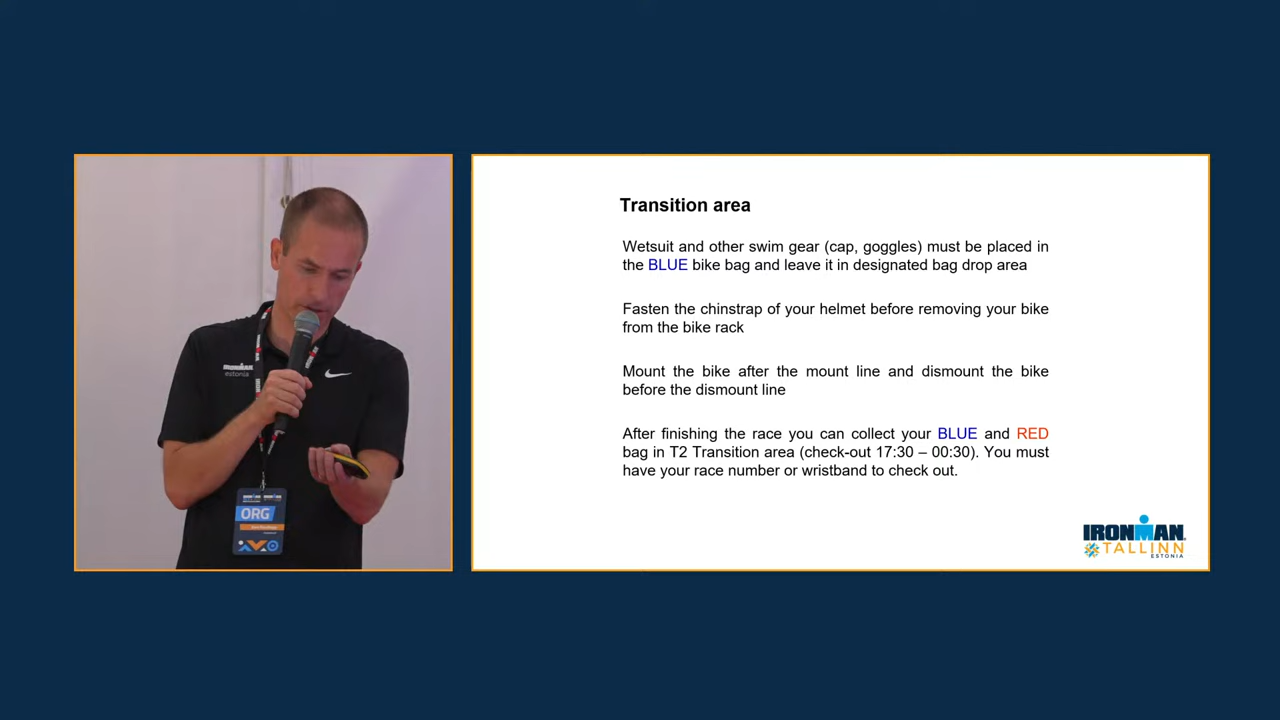 IRONMAN
estonia
ORG
Transition area
Wetsuit and other swim gear (cap, goggles) must be placed in
the BLUE bike bag and leave it in designated bag drop area
Fasten the chinstrap of your helmet before removing your bike
from the bike rack
Mount the bike after the mount line and dismount the bike
before the dismount line
After finishing the race you can collect your BLUE and RED
bag in T2 Transition area (check-out 17:30 – 00:30). You must
have your race number or wristband to check out.
IRONMAN
TALLINN
ESTONIA